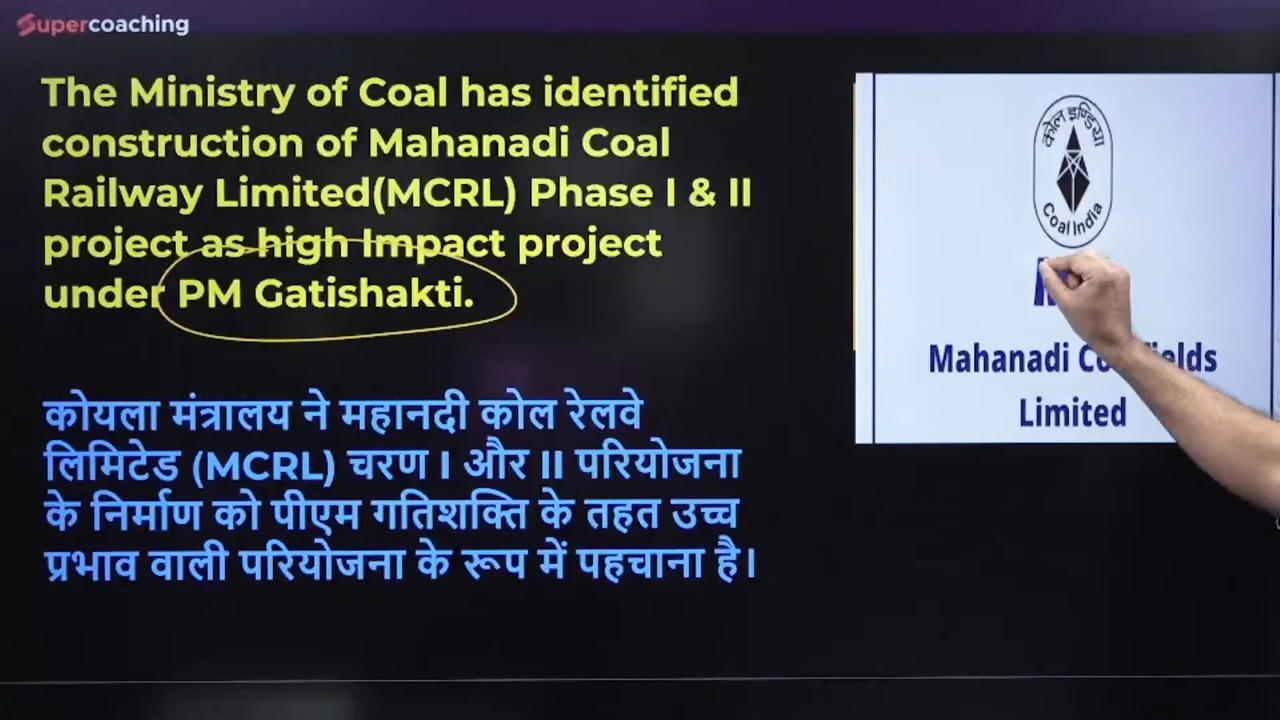 Supercoaching
The Ministry of Coal has identified
construction of Mahanadi Coal
Railway Limited(MCRL) Phase I & II
project as high Impact project
under PM Gatishakti.
कोयला मंत्रालय ने महानदी कोल रेलवे
लिमिटेड (MCRL) चरण I और II परियोजना
के निर्माण को पीएम गतिशक्ति के तहत उच्च
प्रभाव वाली परियोजना के रूप में पहचाना है।
कोल इण्डिया
Coal India
Mahanadi
Limited